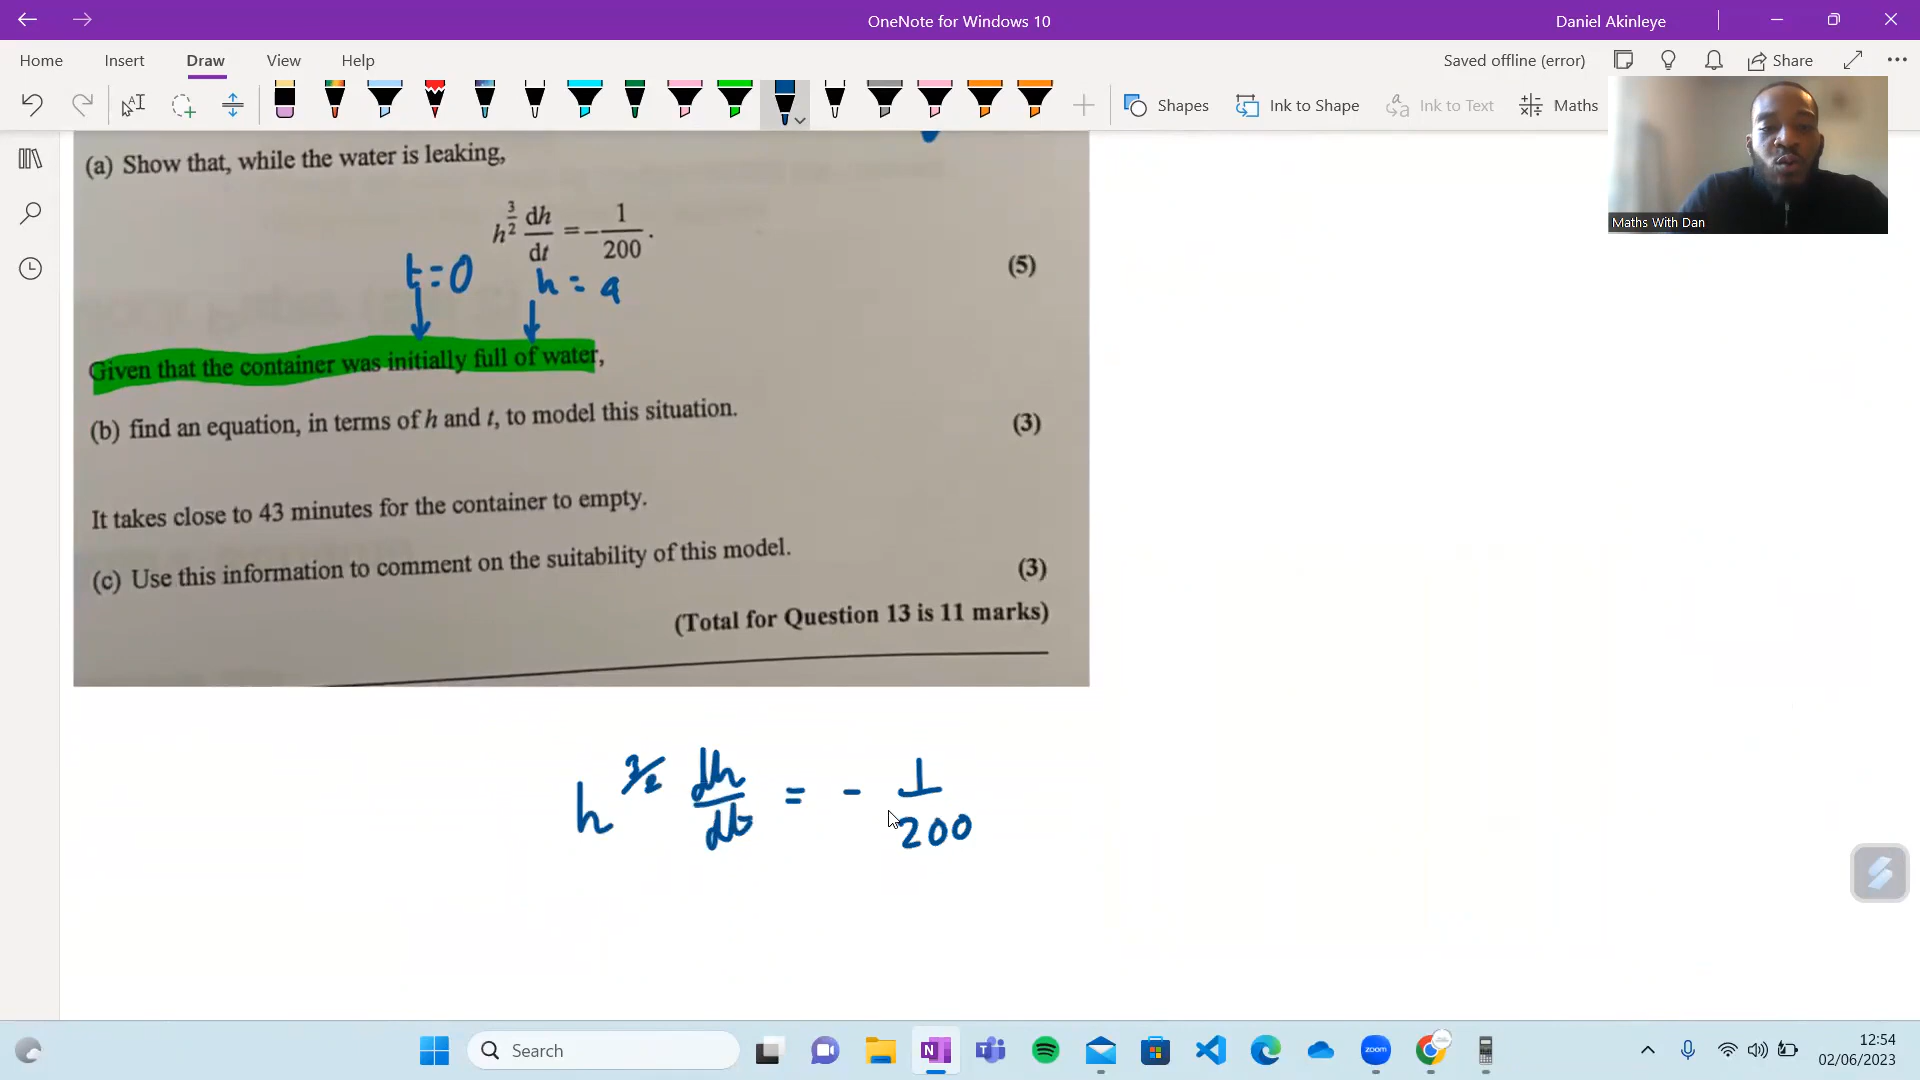 OneNote for Windows 10
Daniel Akinleye
Home Insert Draw View Help
Saved offline (error)
Share
Shapes
Ink to Shape
Ink to Text
Maths
Maths With Dan
(a) Show that, while the water is leaking,
h^(3/2) dh/dt = -1/200.
(5)
t = 0 h = 9
Given that the container was initially full of water,
(b) find an equation, in terms of h and t, to model this situation.
(3)
It takes close to 43 minutes for the container to empty.
(c) Use this information to comment on the suitability of this model.
(3)
(Total for Question 13 is 11 marks)
h^(3/2) dh/dt = - 1/200
Search
zoom
12:54
02/06/2023